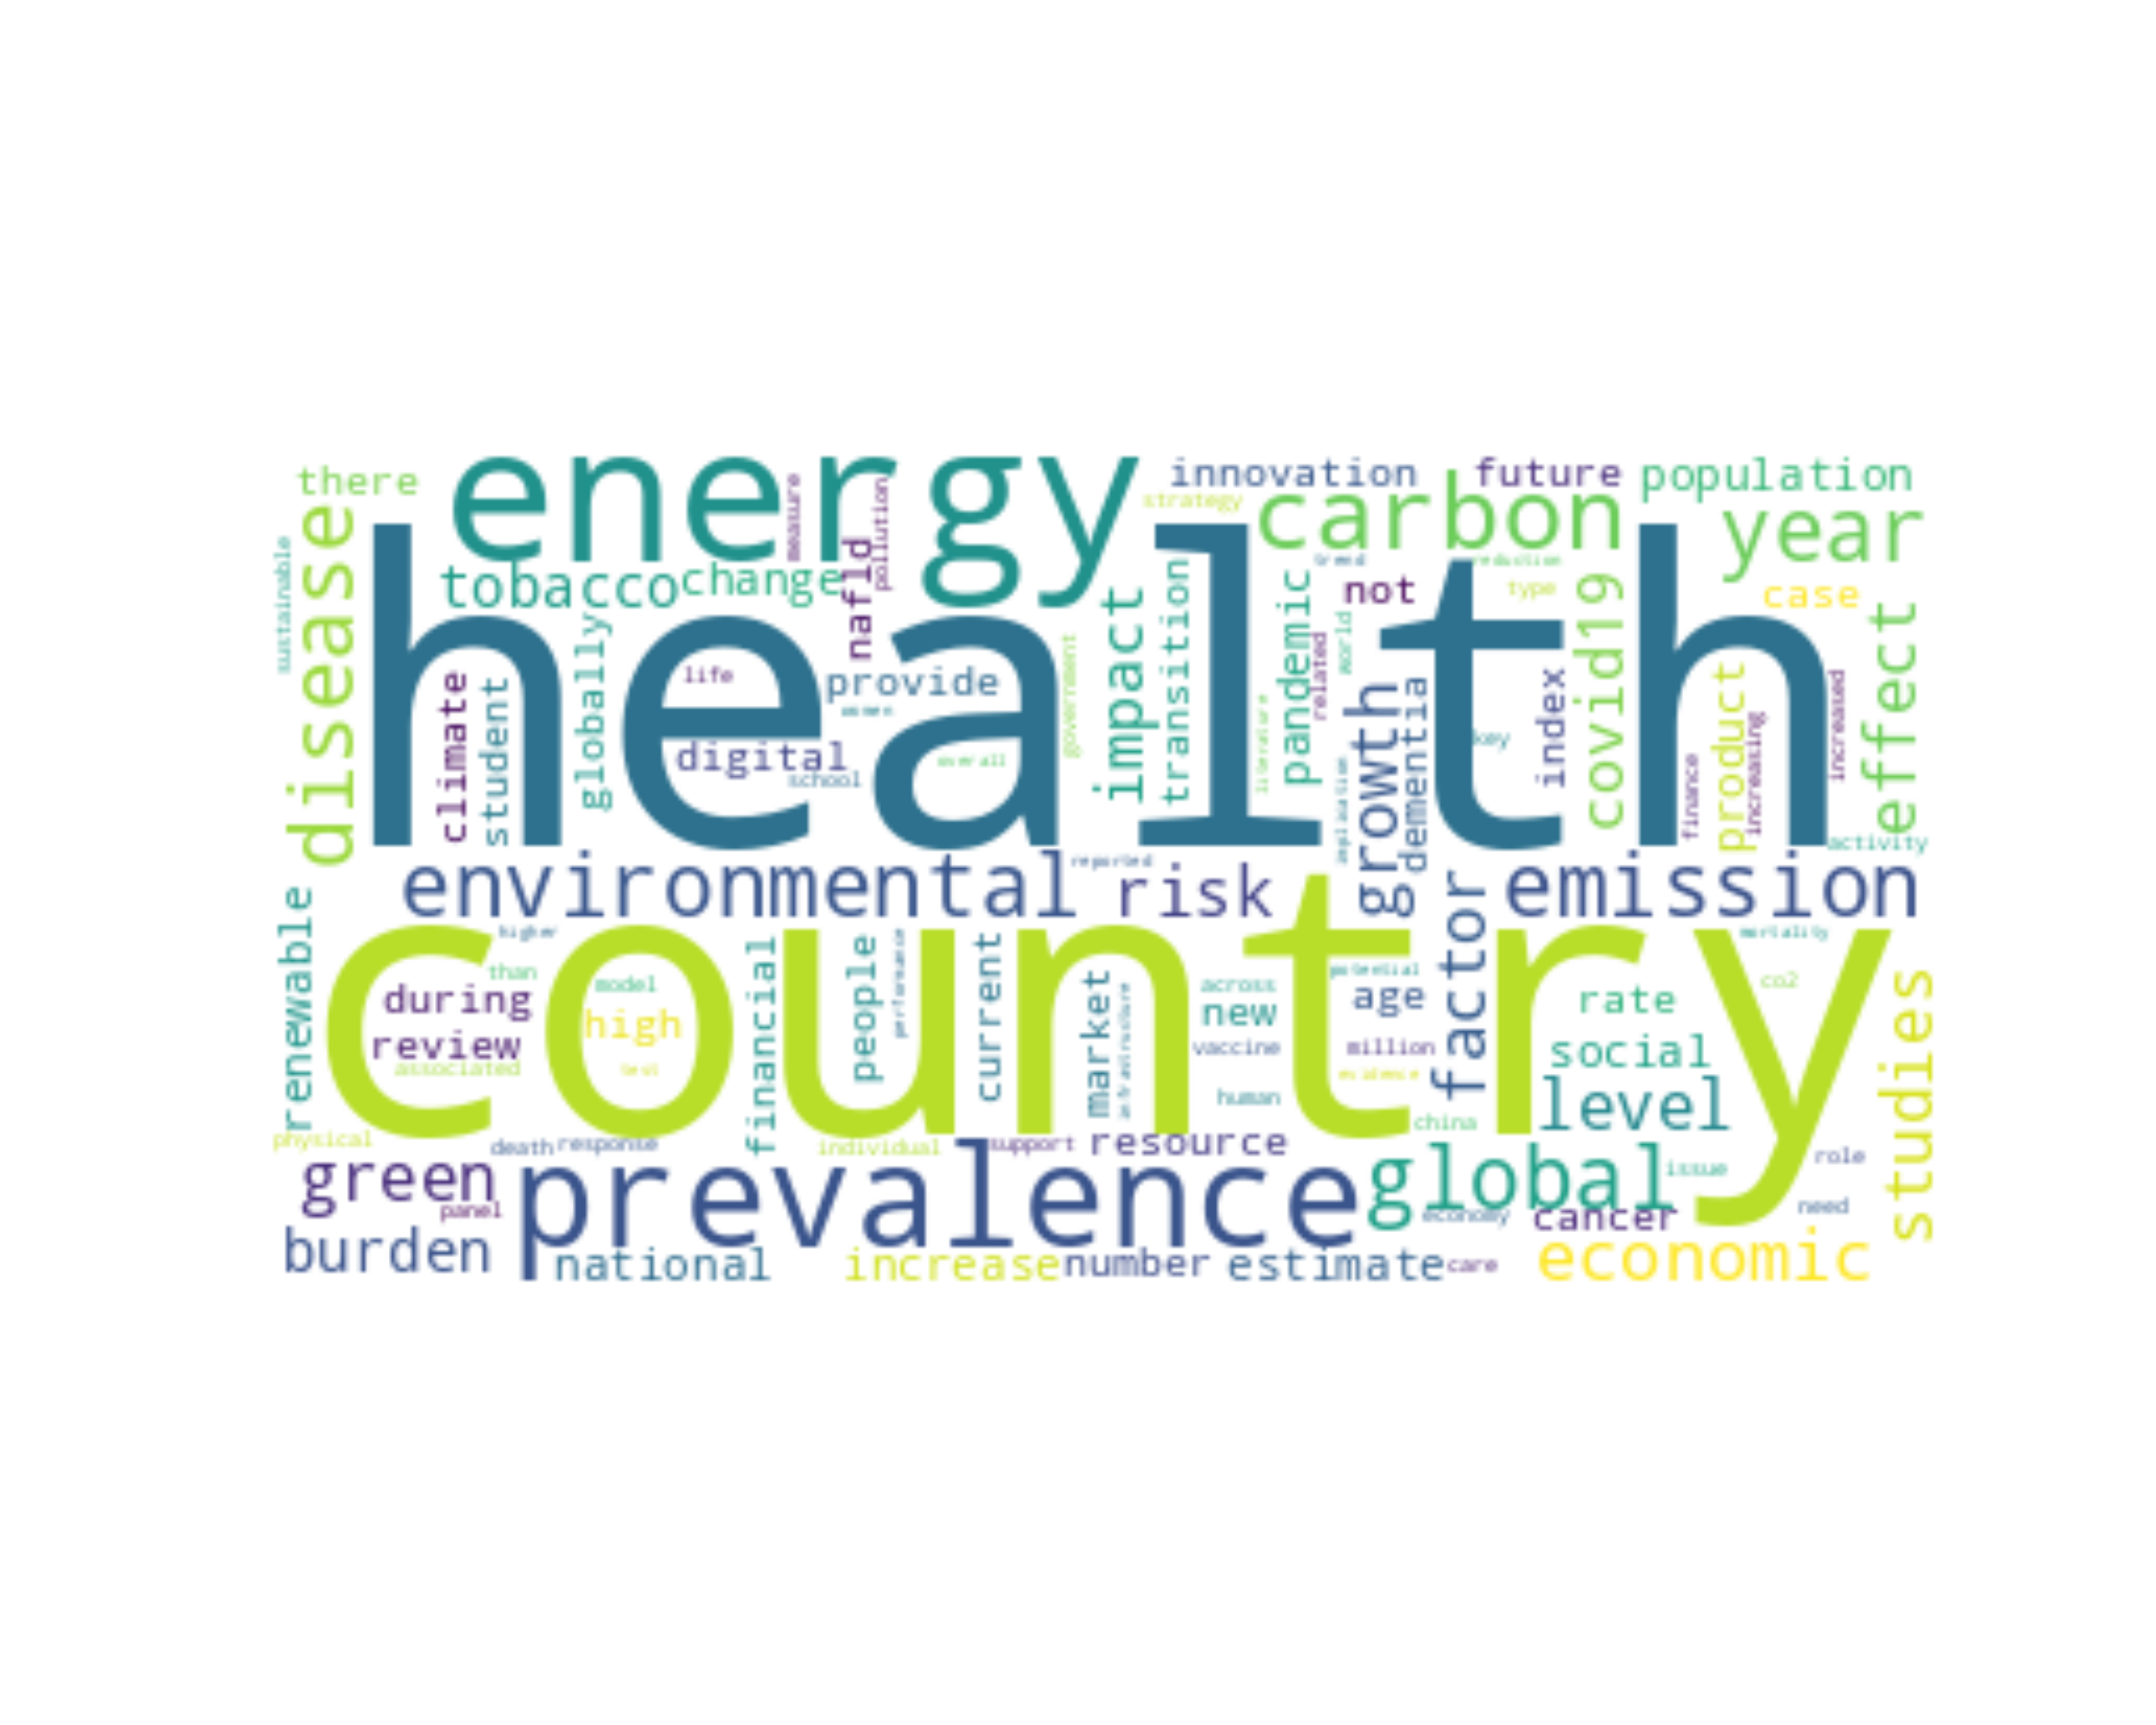 there
energy
innovation
future
population
measure
pollution
strategy
carbon
year
disease
sustainable
health
tobacco
change
nafld
trend
reduction
not
type
case
covid19
impact
transition
pandemic
related
world
effect
climate
student
globally
life
provide
women
government
literature
growth
dementia
key
index
product
increasing
increased
finance
digital
school
overall
implication
activity
environmental
reported
risk
emission
renewable
country
higher
factor
mortality
than
model
financial
people
performance
current
market
infrastructure
across
potential
age
co2
during
high
new
rate
studies
review
vaccine
million
social
associated
test
evidence
human
level
china
physical
death
response
individual
support
resource
green
prevalence
global
issue
role
panel
economy
cancer
need
burden
national
increase
number
estimate
care
economic